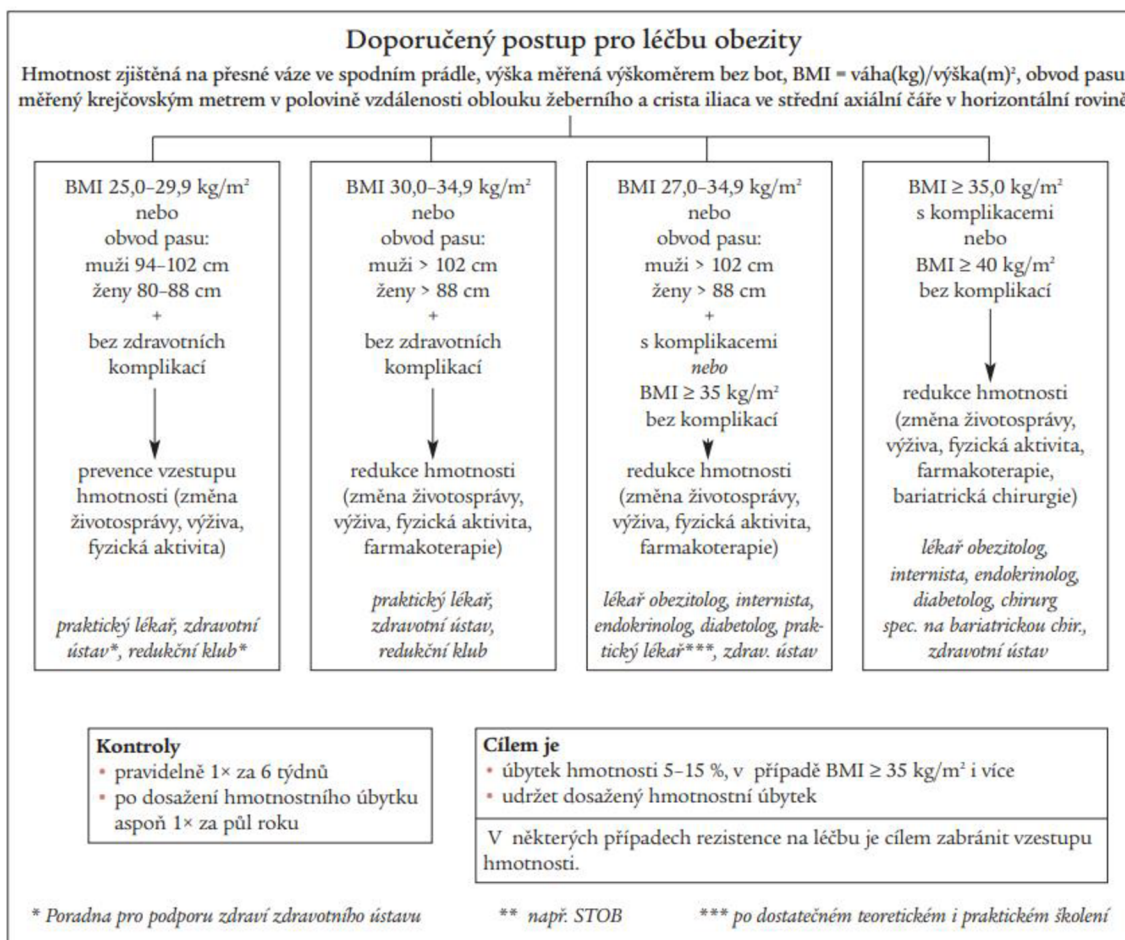 Doporučený postup pro léčbu obezity
Hmotnost zjištěná na přesné váze ve spodním prádle, výška měřená výškoměrem bez bot, BMI = váha(kg)/výška(m)², obvod pasu
měřený krejčovským metrem v polovině vzdálenosti oblouku žeberního a crista iliaca ve střední axiální čáře v horizontální rovině
BMI 25,0–29,9 kg/m²
nebo
obvod pasu:
muži 94–102 cm
ženy 80–88 cm
+
bez zdravotních
komplikací
prevence vzestupu
hmotnosti (změna
životosprávy, výživa,
fyzická aktivita)
praktický lékař, zdravotní
ústav*, redukční klub*
BMI 30,0–34,9 kg/m²
nebo
obvod pasu:
muži > 102 cm
ženy > 88 cm
+
bez zdravotních
komplikací
redukce hmotnosti
(změna životosprávy,
výživa, fyzická aktivita,
farmakoterapie)
praktický lékař,
zdravotní ústav,
redukční klub
BMI 27,0–34,9 kg/m²
nebo
obvod pasu:
muži > 102 cm
ženy > 88 cm
+
s komplikacemi
nebo
BMI ≥ 35 kg/m²
bez komplikací
redukce hmotnosti
(změna životosprávy,
výživa, fyzická aktivita,
farmakoterapie)
lékař obezitolog, internista,
endokrinolog, diabetolog, prak-
tický lékař***, zdrav. ústav
BMI ≥ 35,0 kg/m²
s komplikacemi
nebo
BMI ≥ 40 kg/m²
bez komplikací
redukce hmotnosti
(změna životosprávy,
výživa, fyzická aktivita,
farmakoterapie,
bariatrická chirurgie)
lékař obezitolog,
internista, endokrinolog,
diabetolog, chirurg
spec. na bariatrickou chir.,
zdravotní ústav
Kontroly
• pravidelně 1× za 6 týdnů
• po dosažení hmotnostního úbytku
aspoň 1× za půl roku
Cílem je
• úbytek hmotnosti 5–15 %, v případě BMI ≥ 35 kg/m² i více
• udržet dosažený hmotnostní úbytek
V některých případech rezistence na léčbu je cílem zabránit vzestupu
hmotnosti.
* Poradna pro podporu zdraví zdravotního ústavu
** např. STOB
*** po dostatečném teoretickém i praktickém školení